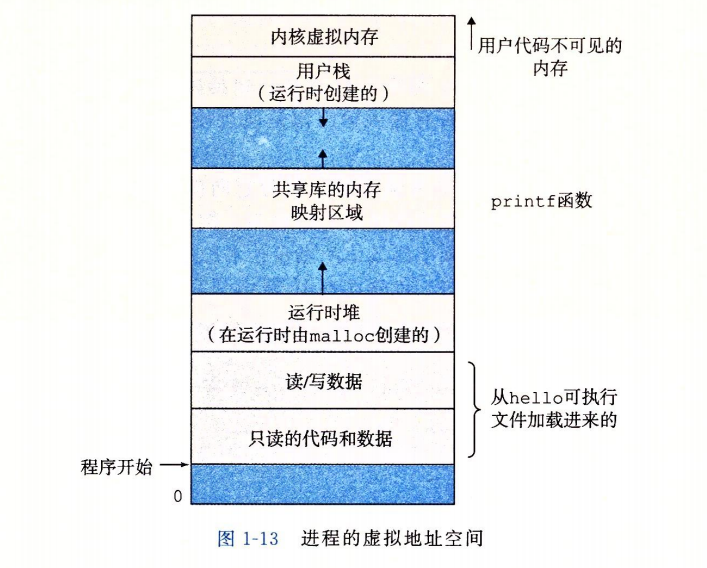 内核虚拟内存
用户代码不可见的
内存
用户栈
(运行时创建的)
共享库的内存
映射区域
printf函数
运行时堆
(在运行时由malloc创建的)
读/写数据
从hello可执行
文件加载进来的
只读的代码和数据
程序开始
0
图 1-13 进程的虚拟地址空间